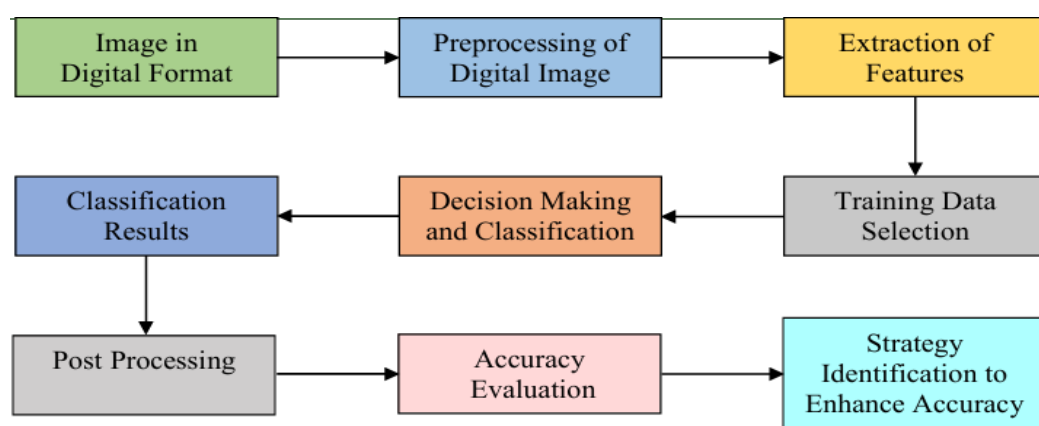 Image in
Digital Format
Preprocessing of
Digital Image
Extraction of
Features
Training Data
Selection
Decision Making
and Classification
Classification
Results
Post Processing
Accuracy
Evaluation
Strategy
Identification to
Enhance Accuracy